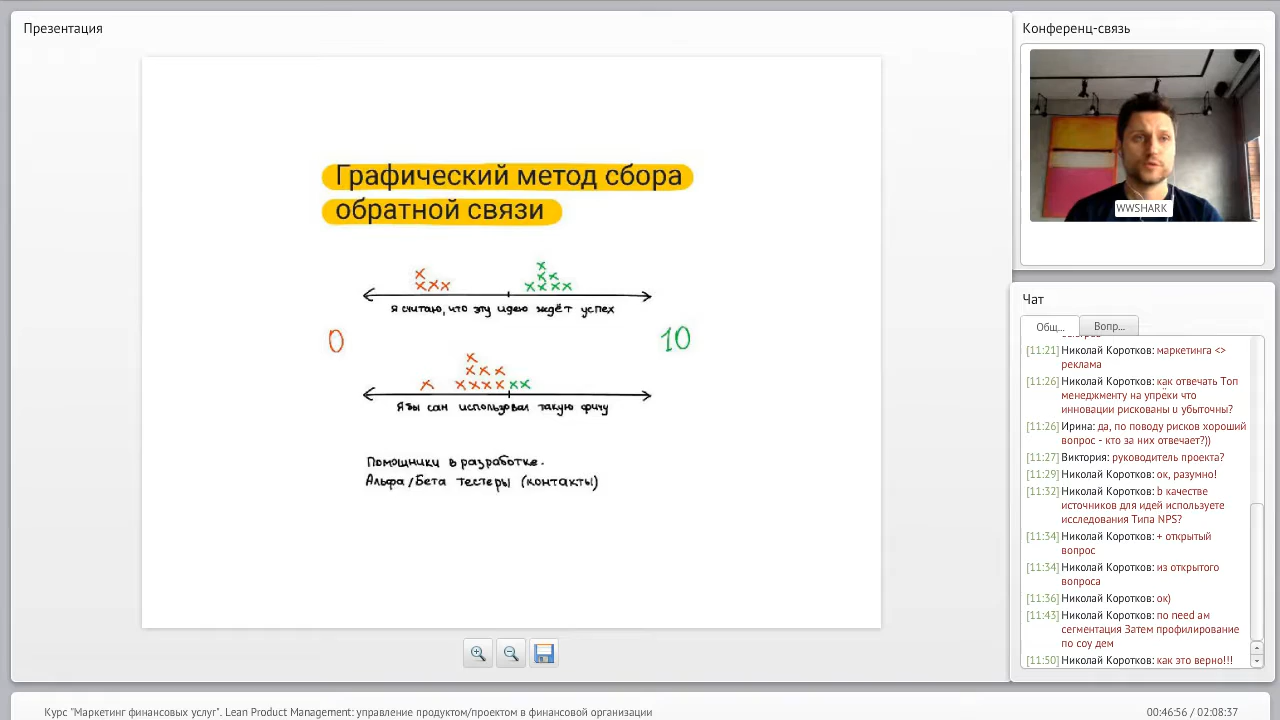 Презентация
Графический метод сбора
обратной связи
я считаю, что эту идею ждёт успех
0
10
Я бы сам использовал такую фичу
Помощники в разработке.
Альфа/Бета тестеры (контакты)
Конференц-связь
WWSHARK
Чат
Общ...
Вопр...
[11:21] Николай Коротков: маркетинга <>
реклама
[11:26] Николай Коротков: как отвечать Топ
менеджменту на упрёки что
инновации рискованы и убыточны?
[11:26] Ирина: да, по поводу рисков хороший
вопрос - кто за них отвечает?))
[11:27] Виктория: руководитель проекта?
[11:29] Николай Коротков: ок, разумно!
[11:32] Николай Коротков: b качестве
источников для идей используете
исследования Типа NPS?
[11:34] Николай Коротков: + открытый
вопрос
[11:34] Николай Коротков: из открытого
вопроса
[11:36] Николай Коротков: ок)
[11:43] Николай Коротков: по need ам
сегментация Затем профилирование
по соу дем
[11:50] Николай Коротков: как это верно!!!
Курс "Маркетинг финансовых услуг". Lean Product Management: управление продуктом/проектом в финансовой организации
00:46:56 / 02:08:37